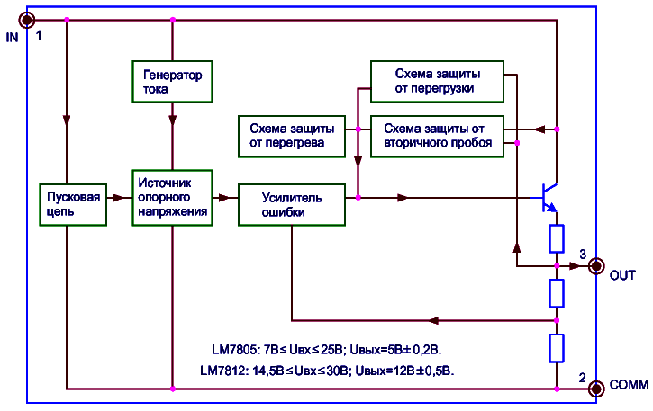 IN
1
Генератор
тока
Схема защиты
от перегрузки
Схема защиты
от перегрева
Схема защиты от
вторичного пробоя
Пусковая
цепь
Источник
опорного
напряжения
Усилитель
ошибки
3
OUT
LM7805: 7В≤Uвх≤25В; Uвых=5В±0,2В.
LM7812: 14,5В≤Uвх≤30В; Uвых=12В±0,5В.
2
COMM